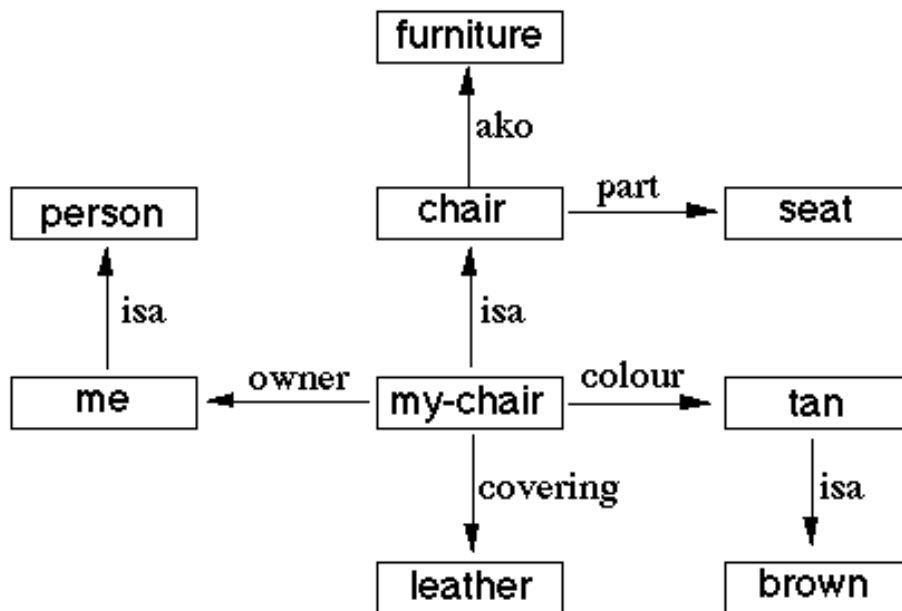 furniture
ako
person
chair
part
seat
isa
isa
me
owner
my-chair
colour
tan
covering
isa
leather
brown